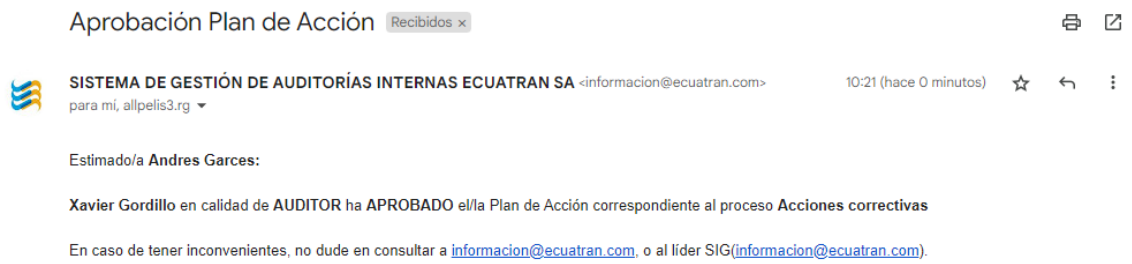 Aprobación Plan de Acción Recibidos x
SISTEMA DE GESTIÓN DE AUDITORÍAS INTERNAS ECUATRAN SA <informacion@ecuatran.com> 10:21 (hace 0 minutos)
para mí, allpelis3.rg
Estimado/a Andres Garces:
Xavier Gordillo en calidad de AUDITOR ha APROBADO el/la Plan de Acción correspondiente al proceso Acciones correctivas
En caso de tener inconvenientes, no dude en consultar a informacion@ecuatran.com, o al líder SIG(informacion@ecuatran.com).